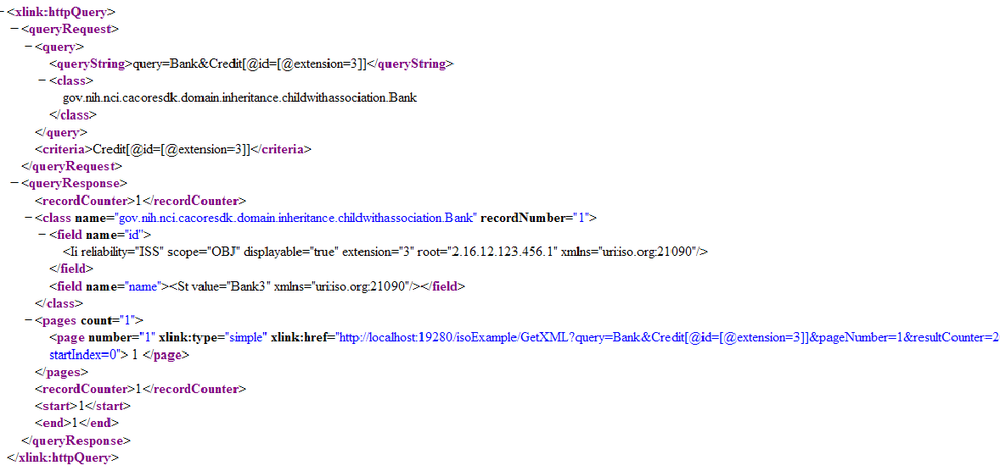 −<xlink:httpQuery>
−<queryRequest>
−<query>
<queryString>query=Bank&Credit[@id=[@extension=3]]</queryString>
−<class>
gov.nih.nci.cacoresdk.domain.inheritance.childwithassociation.Bank
</class>
</query>
<criteria>Credit[@id=[@extension=3]]</criteria>
</queryRequest>
−<queryResponse>
<recordCounter>1</recordCounter>
−<class name="gov.nih.nci.cacoresdk.domain.inheritance.childwithassociation.Bank" recordNumber="1">
−<field name="id">
<Ii reliability="ISS" scope="OBJ" displayable="true" extension="3" root="2.16.12.123.456.1" xmlns="uri:iso.org:21090"/>
</field>
<field name="name"><St value="Bank3" xmlns="uri:iso.org:21090"/></field>
</class>
−<pages count="1">
<page number="1" xlink:type="simple" xlink:href="http://localhost:19280/isoExample/GetXML?query=Bank&Credit[@id=[@extension=3]]&pageNumber=1&resultCounter=2
startIndex=0"> 1 </page>
</pages>
<recordCounter>1</recordCounter>
<start>1</start>
<end>1</end>
</queryResponse>
</xlink:httpQuery>